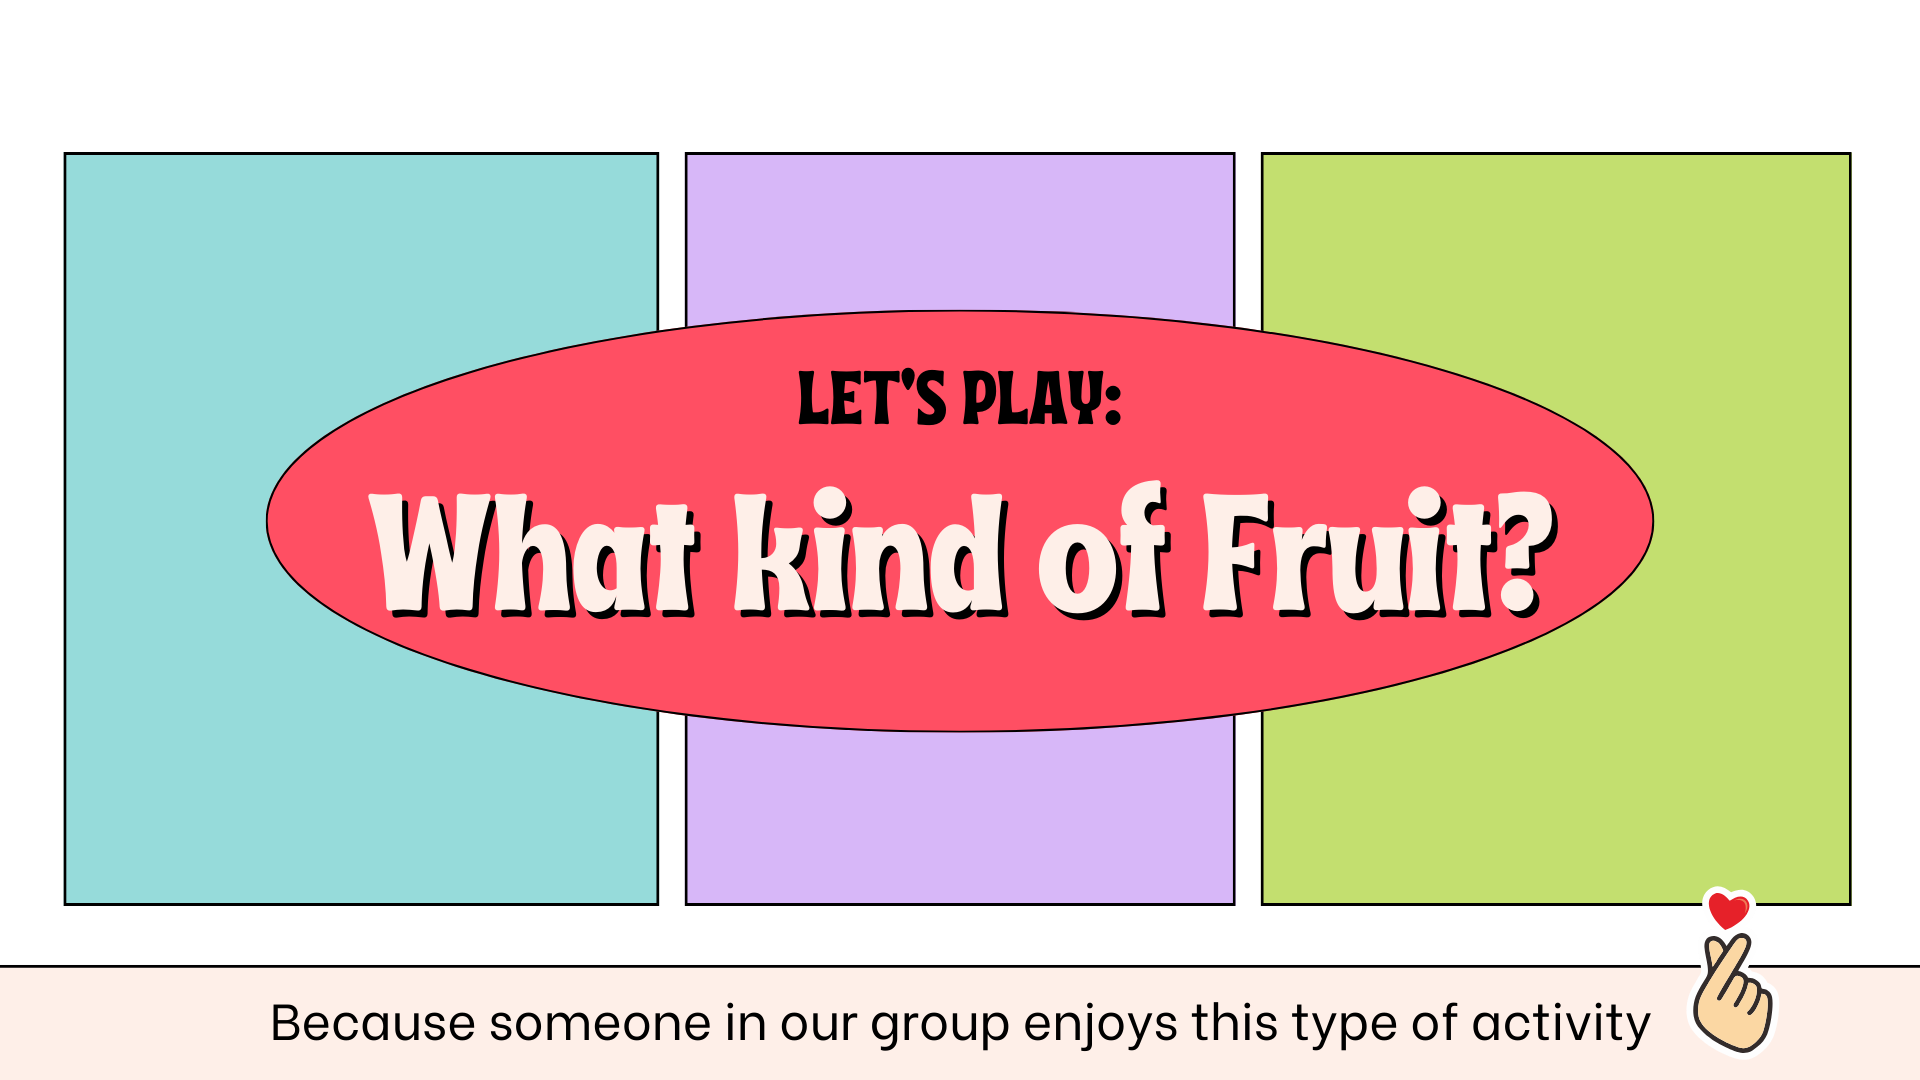 LET'S PLAY:
What kind of Fruit?
Because someone in our group enjoys this type of activity